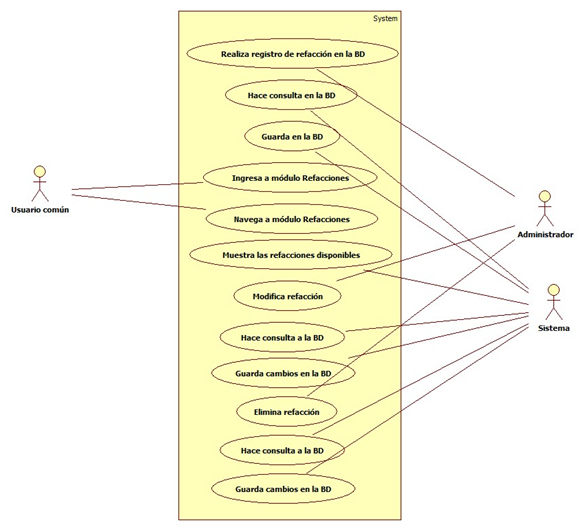 System
Realiza registro de refacción en la BD
Hace consulta en la BD
Guarda en la BD
Ingresa a módulo Refacciones
Usuario común
Navega a módulo Refacciones
Administrador
Muestra las refacciones disponibles
Modifica refacción
Sistema
Hace consulta a la BD
Guarda cambios en la BD
Elimina refacción
Hace consulta a la BD
Guarda cambios en la BD